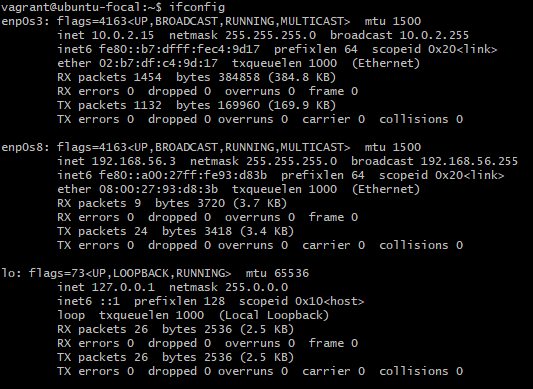 vagrant@ubuntu-focal:~$ ifconfig
enp0s3: flags=4163<UP,BROADCAST,RUNNING,MULTICAST>  mtu 1500
        inet 10.0.2.15  netmask 255.255.255.0  broadcast 10.0.2.255
        inet6 fe80::b7:dfff:fec4:9d17  prefixlen 64  scopeid 0x20<link>
        ether 02:b7:df:c4:9d:17  txqueuelen 1000  (Ethernet)
        RX packets 1454  bytes 384858 (384.8 KB)
        RX errors 0  dropped 0  overruns 0  frame 0
        TX packets 1132  bytes 169960 (169.9 KB)
        TX errors 0  dropped 0 overruns 0  carrier 0  collisions 0

enp0s8: flags=4163<UP,BROADCAST,RUNNING,MULTICAST>  mtu 1500
        inet 192.168.56.3  netmask 255.255.255.0  broadcast 192.168.56.255
        inet6 fe80::a00:27ff:fe93:d83b  prefixlen 64  scopeid 0x20<link>
        ether 08:00:27:93:d8:3b  txqueuelen 1000  (Ethernet)
        RX packets 9  bytes 3720 (3.7 KB)
        RX errors 0  dropped 0  overruns 0  frame 0
        TX packets 24  bytes 3418 (3.4 KB)
        TX errors 0  dropped 0 overruns 0  carrier 0  collisions 0

lo: flags=73<UP,LOOPBACK,RUNNING>  mtu 65536
        inet 127.0.0.1  netmask 255.0.0.0
        inet6 ::1  prefixlen 128  scopeid 0x10<host>
        loop  txqueuelen 1000  (Local Loopback)
        RX packets 26  bytes 2536 (2.5 KB)
        RX errors 0  dropped 0  overruns 0  frame 0
        TX packets 26  bytes 2536 (2.5 KB)
        TX errors 0  dropped 0 overruns 0  carrier 0  collisions 0